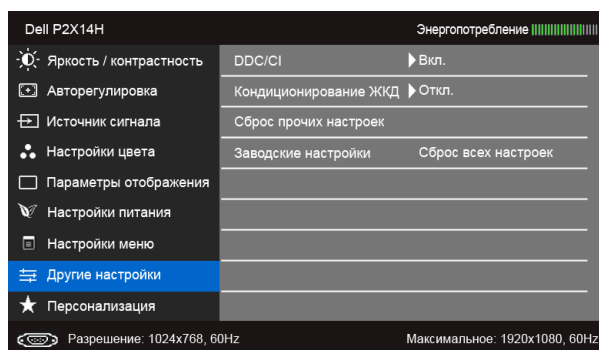 Dell P2X14H Энергопотребление
Яркость / контрастность DDC/CI Вкл.
Авторегулировка Кондиционирование ЖКД Откл.
Источник сигнала Сброс прочих настроек
Настройки цвета Заводские настройки Сброс всех настроек
Параметры отображения
Настройки питания
Настройки меню
Другие настройки
Персонализация
Разрешение: 1024x768, 60Hz Максимальное: 1920x1080, 60Hz